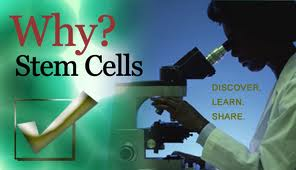 Why?
Stem Cells
DISCOVER.
LEARN.
SHARE.